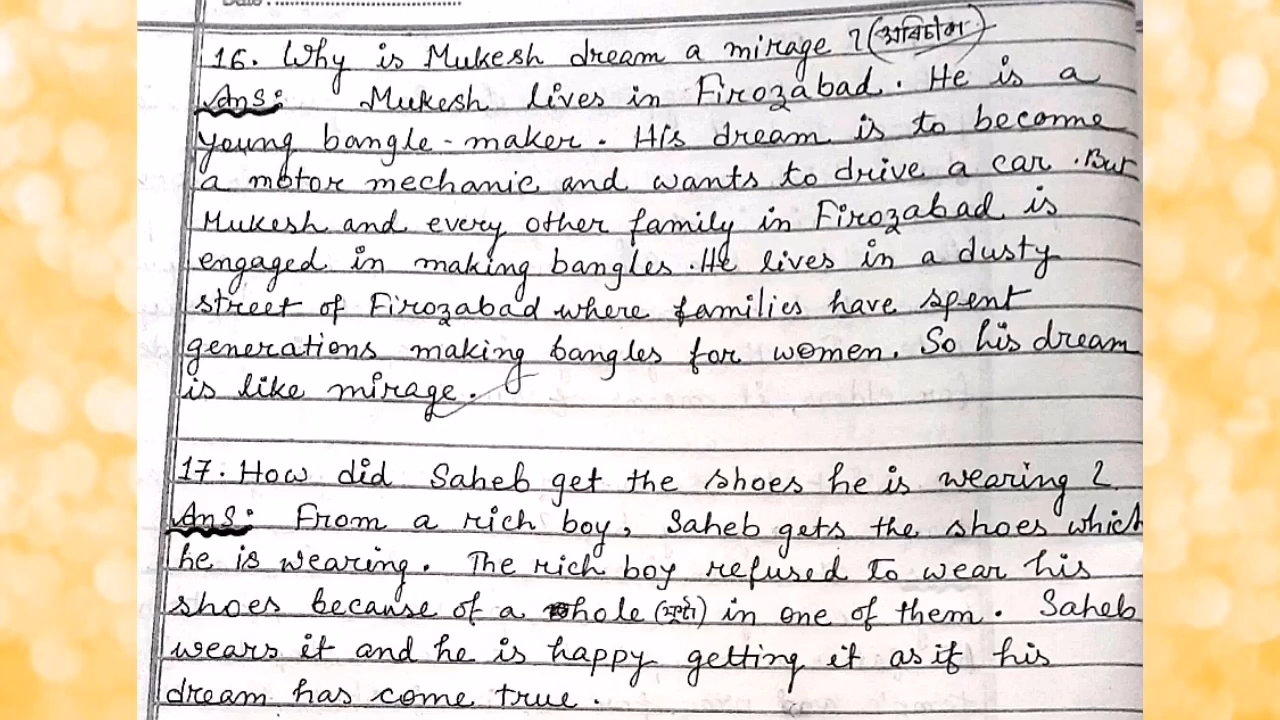 16. Why is Mukesh dream a mirage ?
Ans: Mukesh lives in Firozabad. He is a
young bangle-maker. His dream is to become
a motor mechanic and wants to drive a car. But
Mukesh and every other family in Firozabad is
engaged in making bangles. He lives in a dusty
street of Firozabad where families have spent
generations making bangles for women. So his dream
is like mirage.
17. How did Saheb get the shoes he is wearing ?
Ans: From a rich boy, Saheb gets the shoes which
he is wearing. The rich boy refused to wear his
shoes because of a hole in one of them. Saheb
wears it and he is happy getting it as if his
dream has come true.